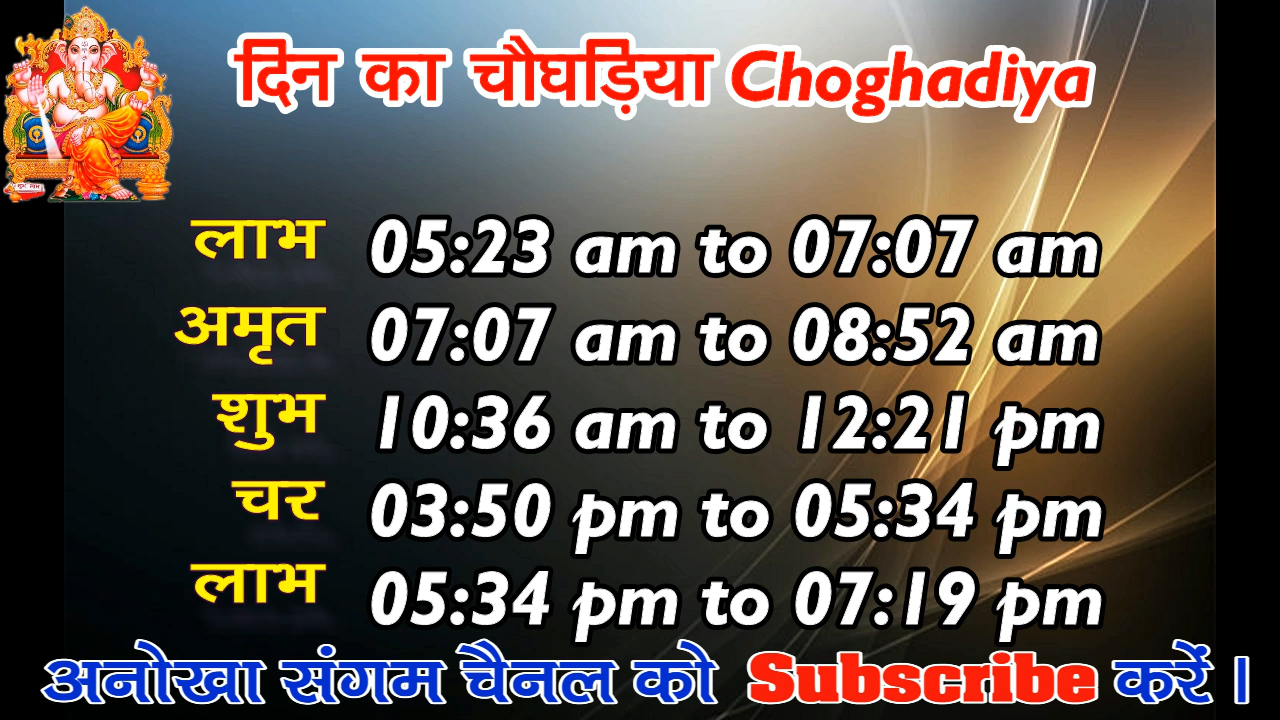 दिन का चौघड़िया Choghadiya
लाभ 05:23 am to 07:07 am
अमृत 07:07 am to 08:52 am
शुभ 10:36 am to 12:21 pm
चर 03:50 pm to 05:34 pm
लाभ 05:34 pm to 07:19 pm
अनोखा संगम चैनल को Subscribe करें ।